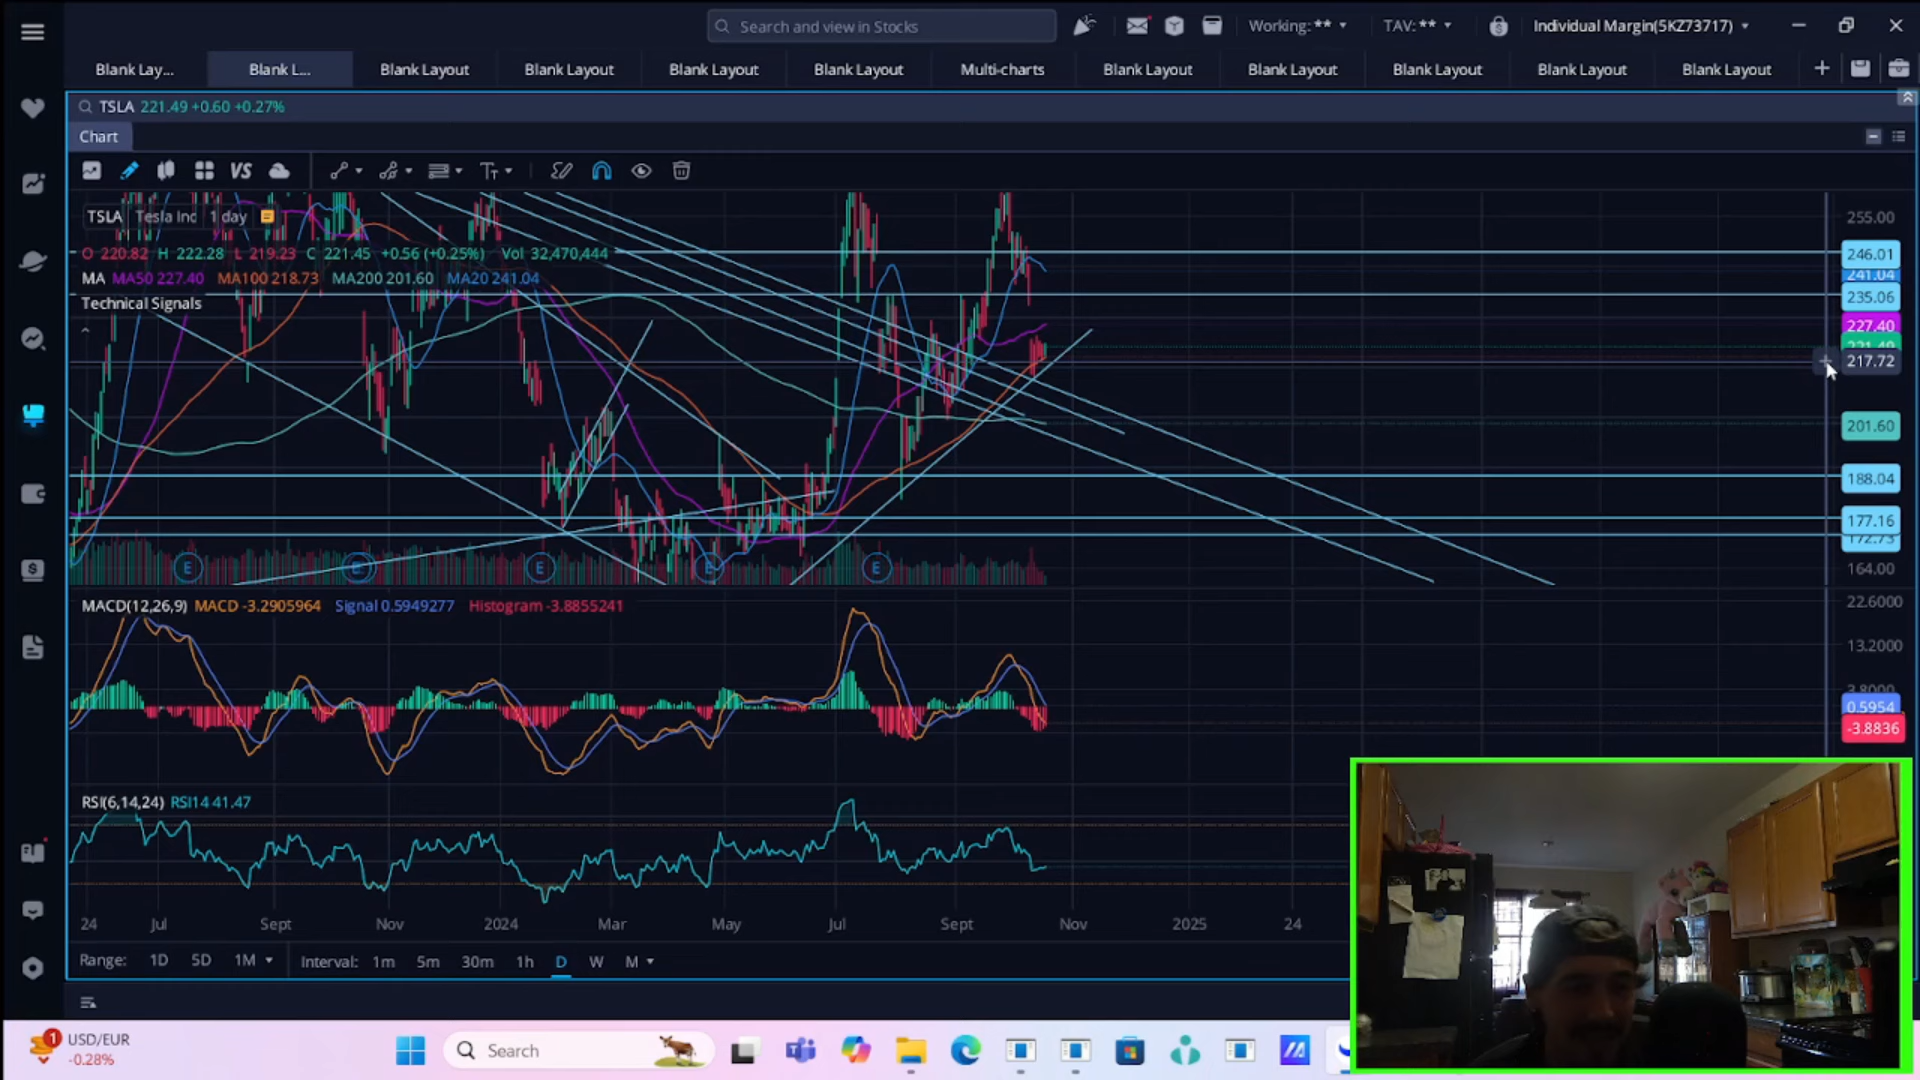 Search and view in Stocks
Working: **
TAV: **
Individual Margin(5KZ73717)
Blank Lay...
Blank L...
Blank Layout
Blank Layout
Blank Layout
Blank Layout
Multi-charts
Blank Layout
Blank Layout
Blank Layout
Blank Layout
Blank Layout
TSLA 221.49 +0.60 +0.27%
Chart
VS
TSLA Tesla Inc 1 day
O 220.82 H 222.28 L 219.23 C 221.45 +0.56 (+0.25%) Vol 32,470,444
MA MA50 227.40 MA100 218.73 MA200 201.60 MA20 241.04
Technical Signals
255.00
246.01
241.04
235.06
227.40
221.49
217.72
201.60
188.04
177.16
172.73
164.00
E E E E E
MACD(12,26,9) MACD -3.2905964 Signal 0.5949277 Histogram -3.8855241
22.6000
13.2000
3.8000
0.5954
-3.8836
RSI(6,14,24) RSI14 41.47
24 Jul Sept Nov 2024 Mar May Jul Sept Nov 2025 24
Range: 1D 5D 1M Interval: 1m 5m 30m 1h D W M
1
USD/EUR
-0.28%
Search